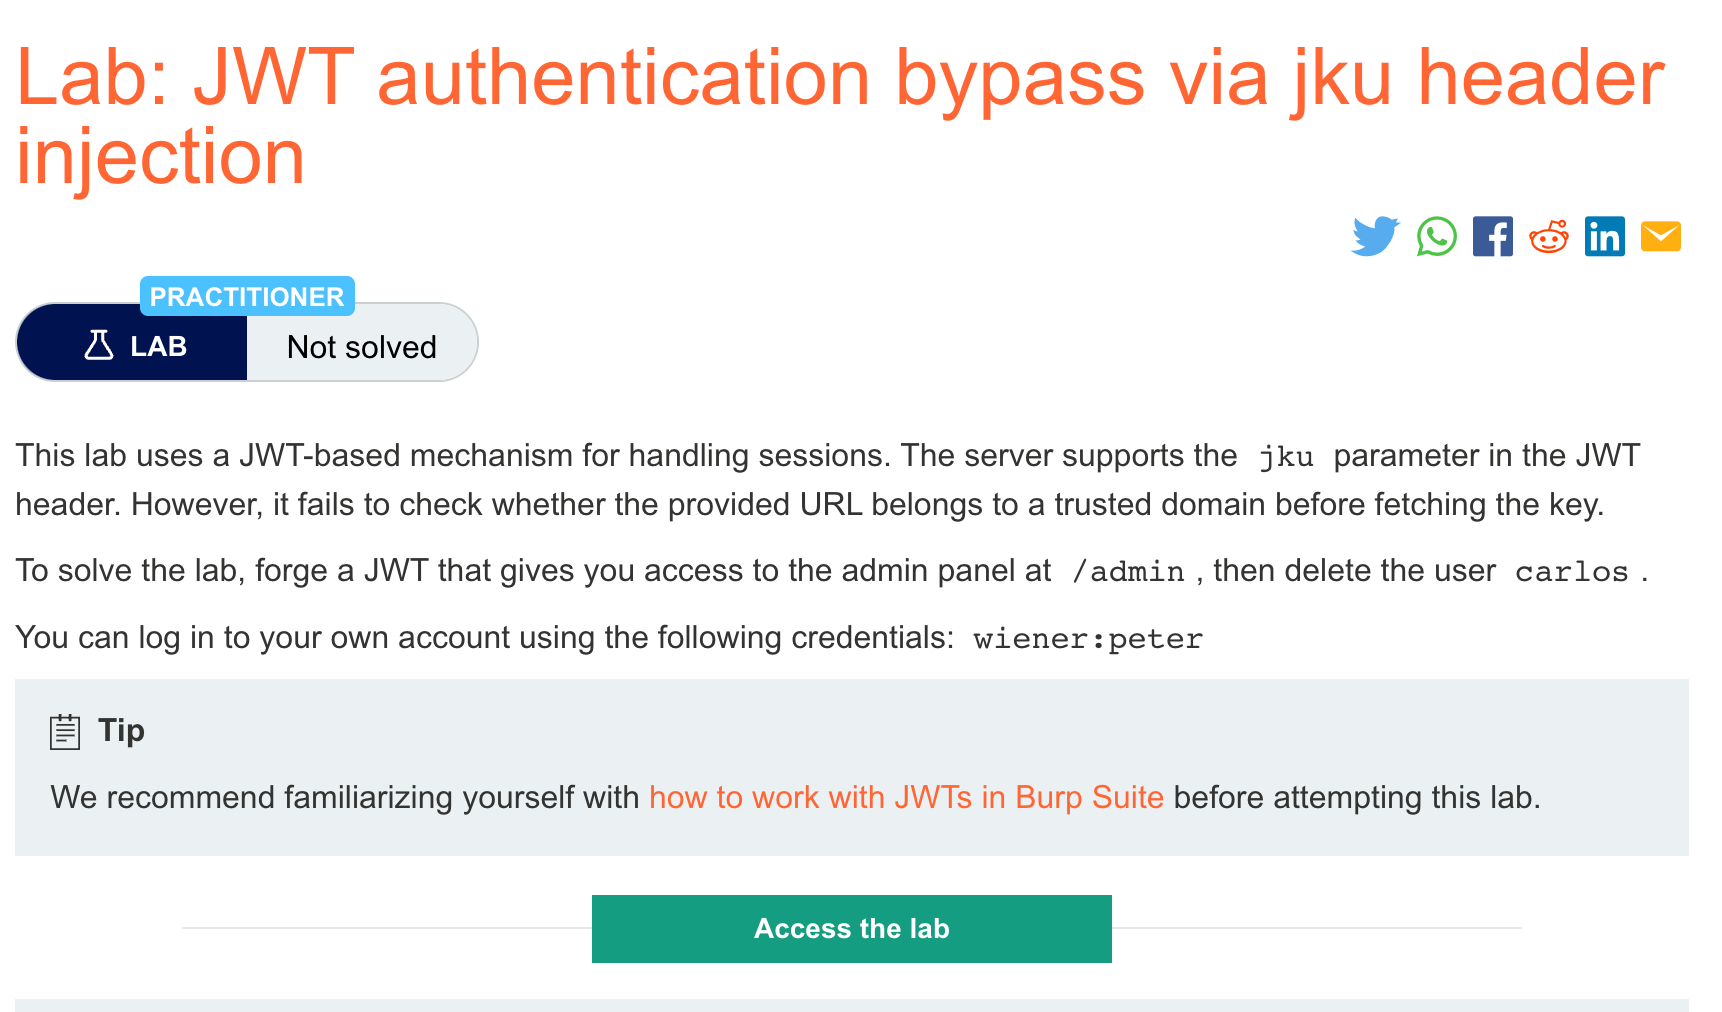 Lab: JWT authentication bypass via jku header
injection
PRACTITIONER
LAB
Not solved
This lab uses a JWT-based mechanism for handling sessions. The server supports the jku parameter in the JWT
header. However, it fails to check whether the provided URL belongs to a trusted domain before fetching the key.
To solve the lab, forge a JWT that gives you access to the admin panel at /admin , then delete the user carlos .
You can log in to your own account using the following credentials: wiener:peter
Tip
We recommend familiarizing yourself with how to work with JWTs in Burp Suite before attempting this lab.
Access the lab